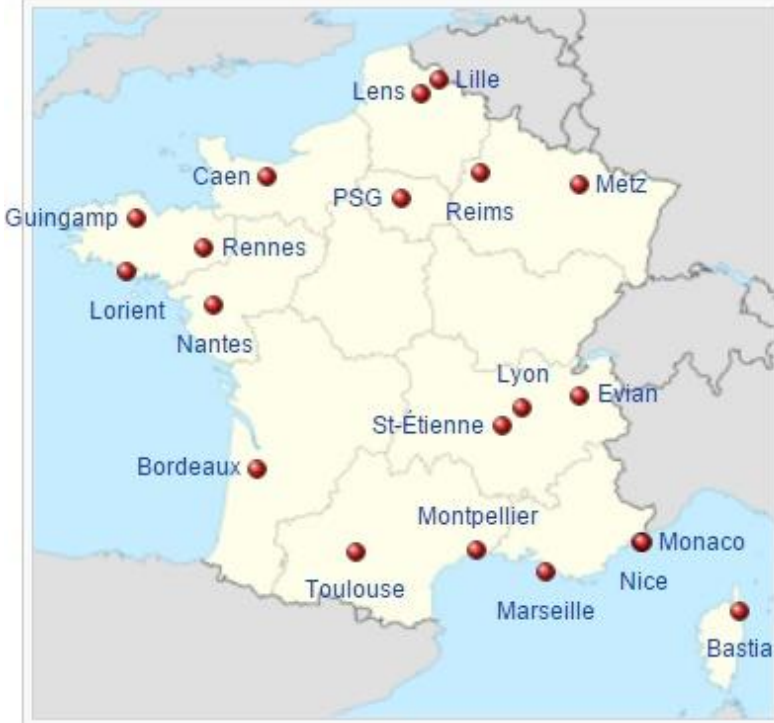 Lille
Lens
Caen
PSG
Reims
Metz
Guingamp
Rennes
Lorient
Nantes
Lyon
Evian
St-Étienne
Bordeaux
Montpellier
Monaco
Toulouse
Nice
Marseille
Bastia